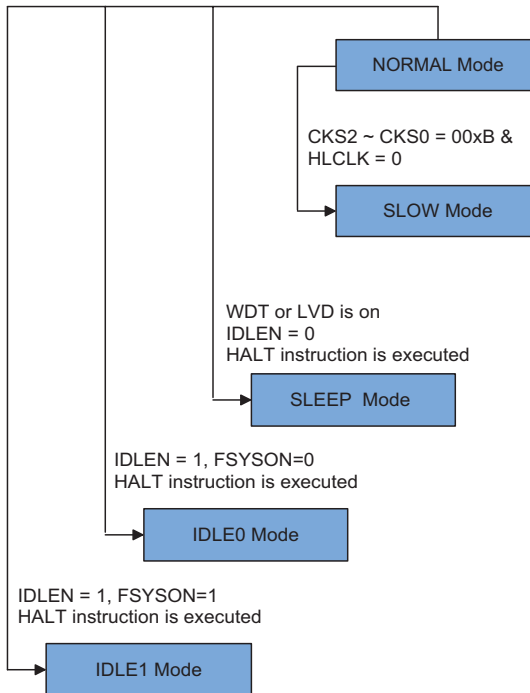 NORMAL Mode
CKS2 ~ CKS0 = 00xB &
HLCLK = 0
SLOW Mode
WDT or LVD is on
IDLEN = 0
HALT instruction is executed
SLEEP Mode
IDLEN = 1, FSYSON=0
HALT instruction is executed
IDLE0 Mode
IDLEN = 1, FSYSON=1
HALT instruction is executed
IDLE1 Mode